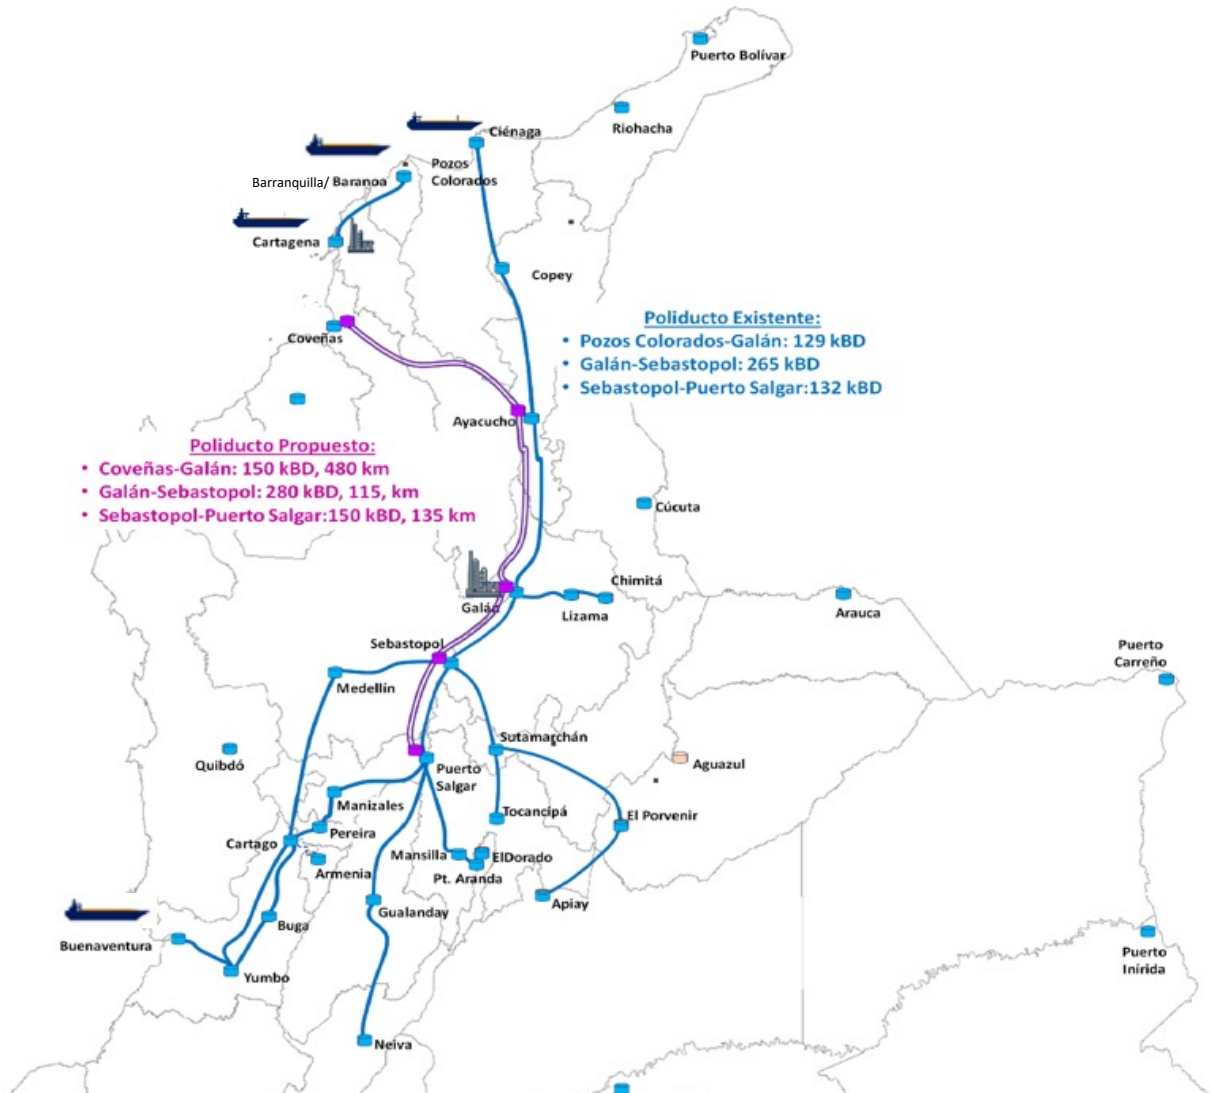 Puerto Bolívar
Riohacha
Ciénaga
Pozos
Colorados
Barranquilla/ Baranoa
Cartagena
Copey
Coveñas
Poliducto Existente:
• Pozos Colorados-Galán: 129 kBD
• Galán-Sebastopol: 265 kBD
• Sebastopol-Puerto Salgar:132 kBD
Ayacucho
Poliducto Propuesto:
• Coveñas-Galán: 150 kBD, 480 km
• Galán-Sebastopol: 280 kBD, 115, km
• Sebastopol-Puerto Salgar:150 kBD, 135 km
Cúcuta
Chimitá
Galán
Lizama
Arauca
Sebastopol
Puerto
Carreño
Medellín
Sutamarchán
Quibdó
Puerto
Salgar
Aguazul
Manizales
Tocancipá
El Porvenir
Pereira
Cartago
Mansilla
ElDorado
Armenia
Pt. Aranda
Apiay
Gualanday
Buga
Buenaventura
Puerto
Inírida
Yumbo
Neiva